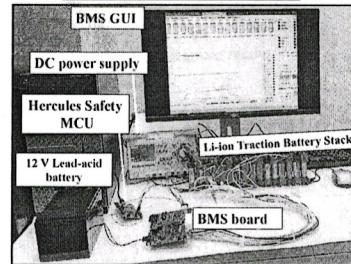 BMS GUI
DC power supply
Hercules Safety
MCU
Li-ion Traction Battery Stack
12 V Lead-acid
battery
BMS board